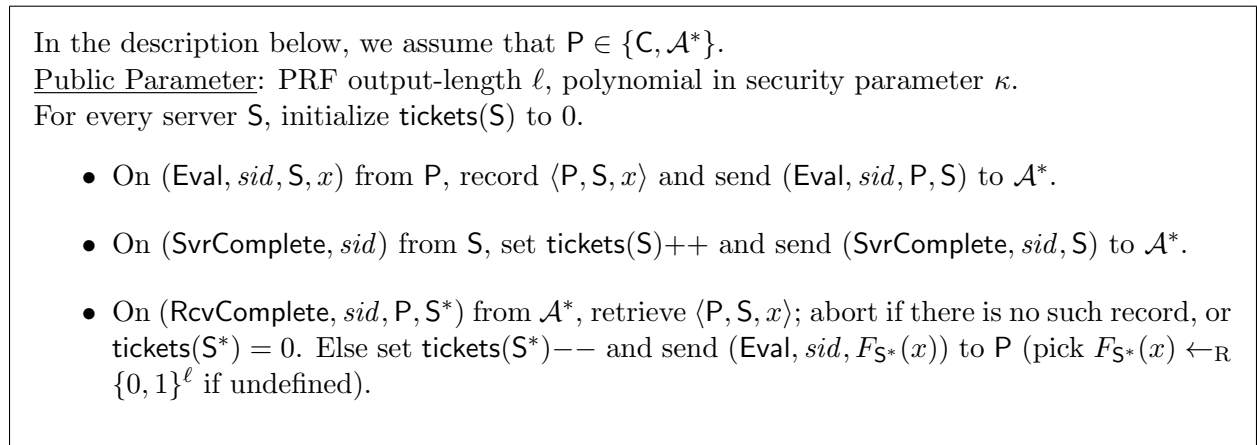 In the description below, we assume that P ∈ {C, 𝒜*}.
Public Parameter: PRF output-length ℓ, polynomial in security parameter κ.
For every server S, initialize tickets(S) to 0.
• On (Eval, sid, S, x) from P, record ⟨P, S, x⟩ and send (Eval, sid, P, S) to 𝒜*.
• On (SvrComplete, sid) from S, set tickets(S)++ and send (SvrComplete, sid, S) to 𝒜*.
• On (RcvComplete, sid, P, S*) from 𝒜*, retrieve ⟨P, S, x⟩; abort if there is no such record, or
tickets(S*) = 0. Else set tickets(S*)−− and send (Eval, sid, F_{S*}(x)) to P (pick F_{S*}(x) ←_R
{0, 1}^ℓ if undefined).